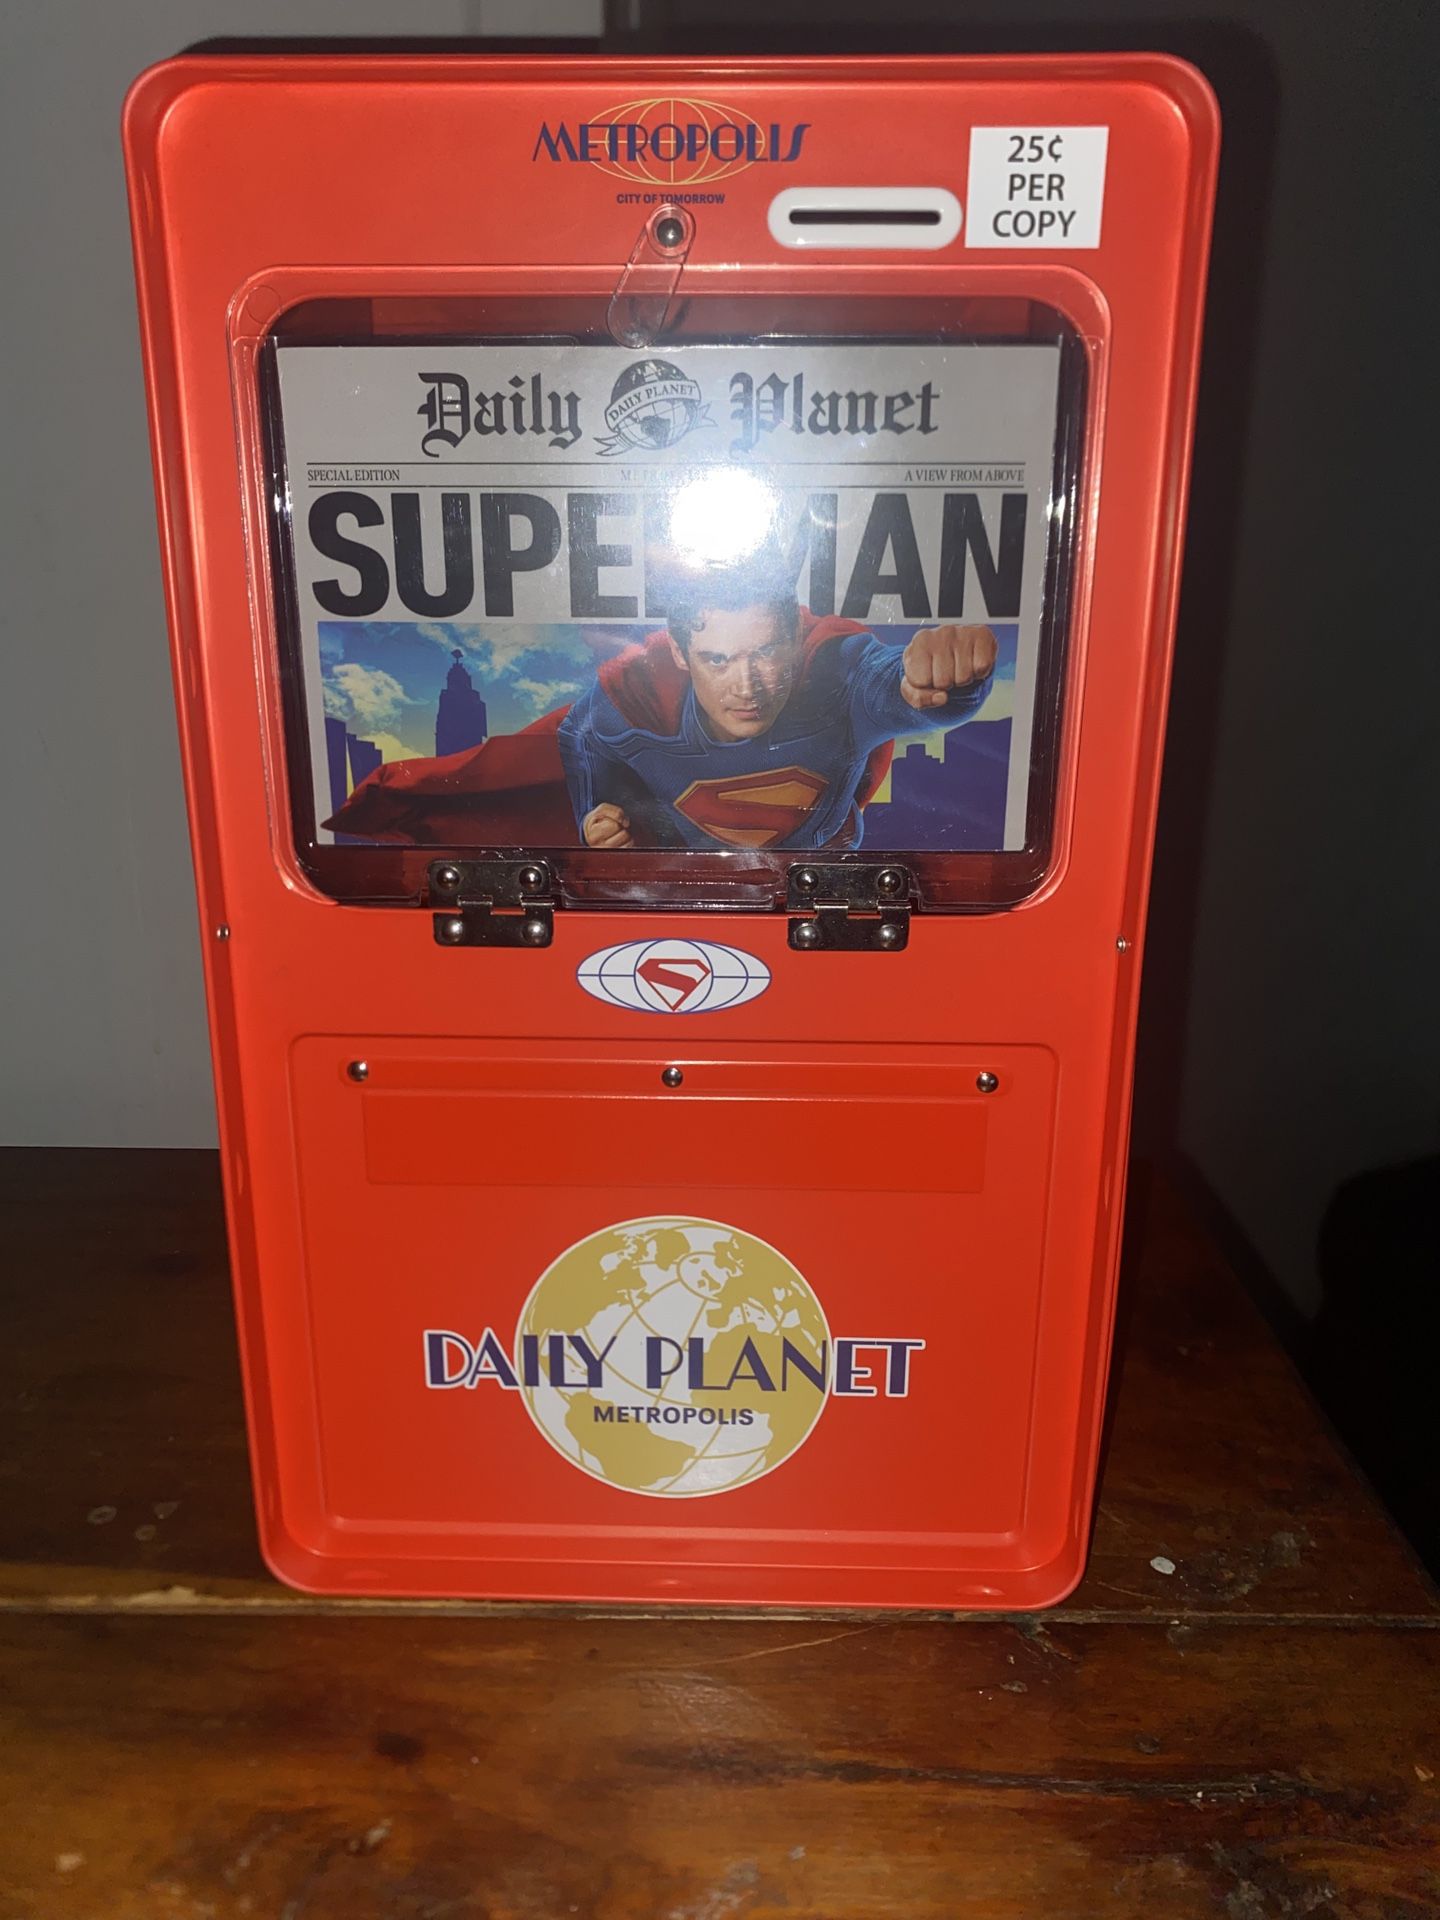 METROPOLIS
CITY OF TOMORROW
25¢
PER
COPY
Daily Planet
DAILY PLANET
SPECIAL EDITION
A VIEW FROM ABOVE
SUPERMAN
S
DAILY PLANET
METROPOLIS